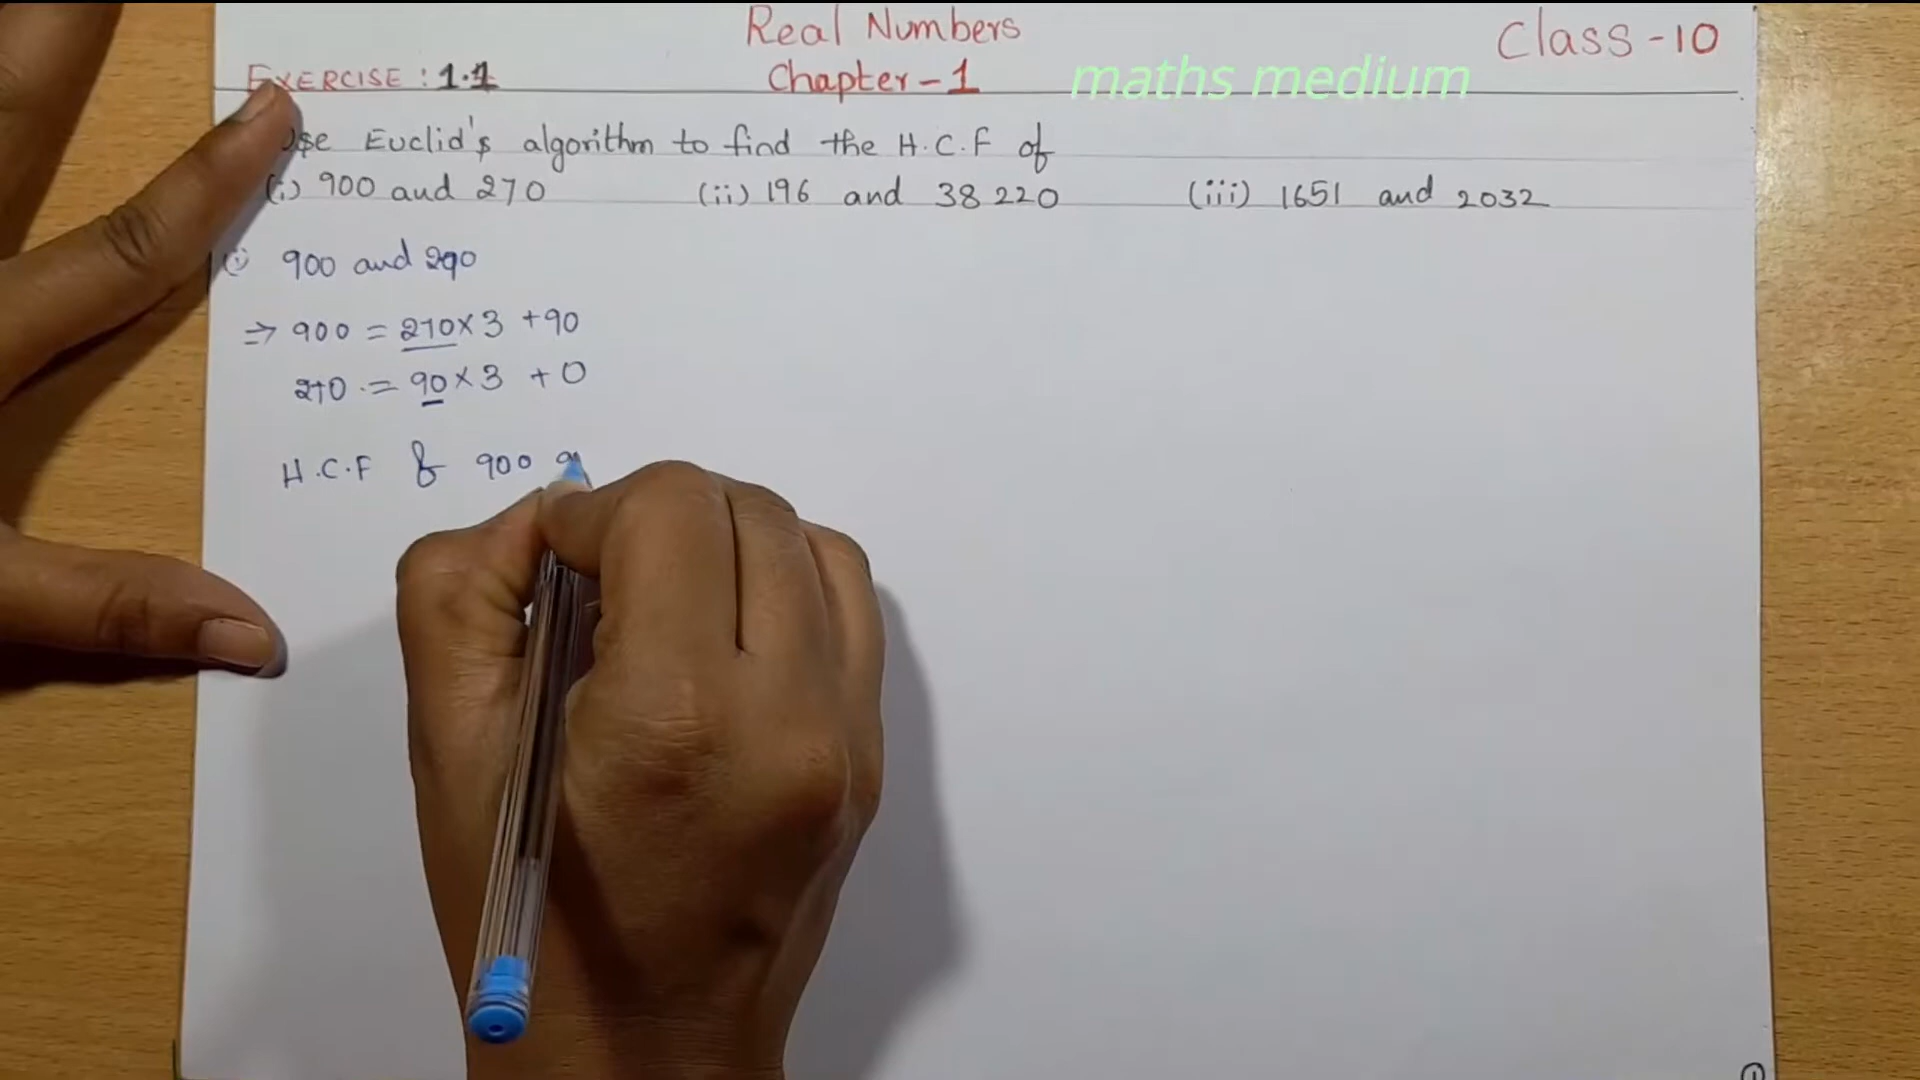 Real Numbers
Class-10
EXERCISE : 1.1
Chapter-1
maths medium
Use Euclid's algorithm to find the H.C.F of
(i) 900 and 270 (ii) 196 and 38220 (iii) 1651 and 2032
(i) 900 and 270
⇒ 900 = 270 × 3 + 90
270 = 90 × 3 + 0
H.C.F of 900